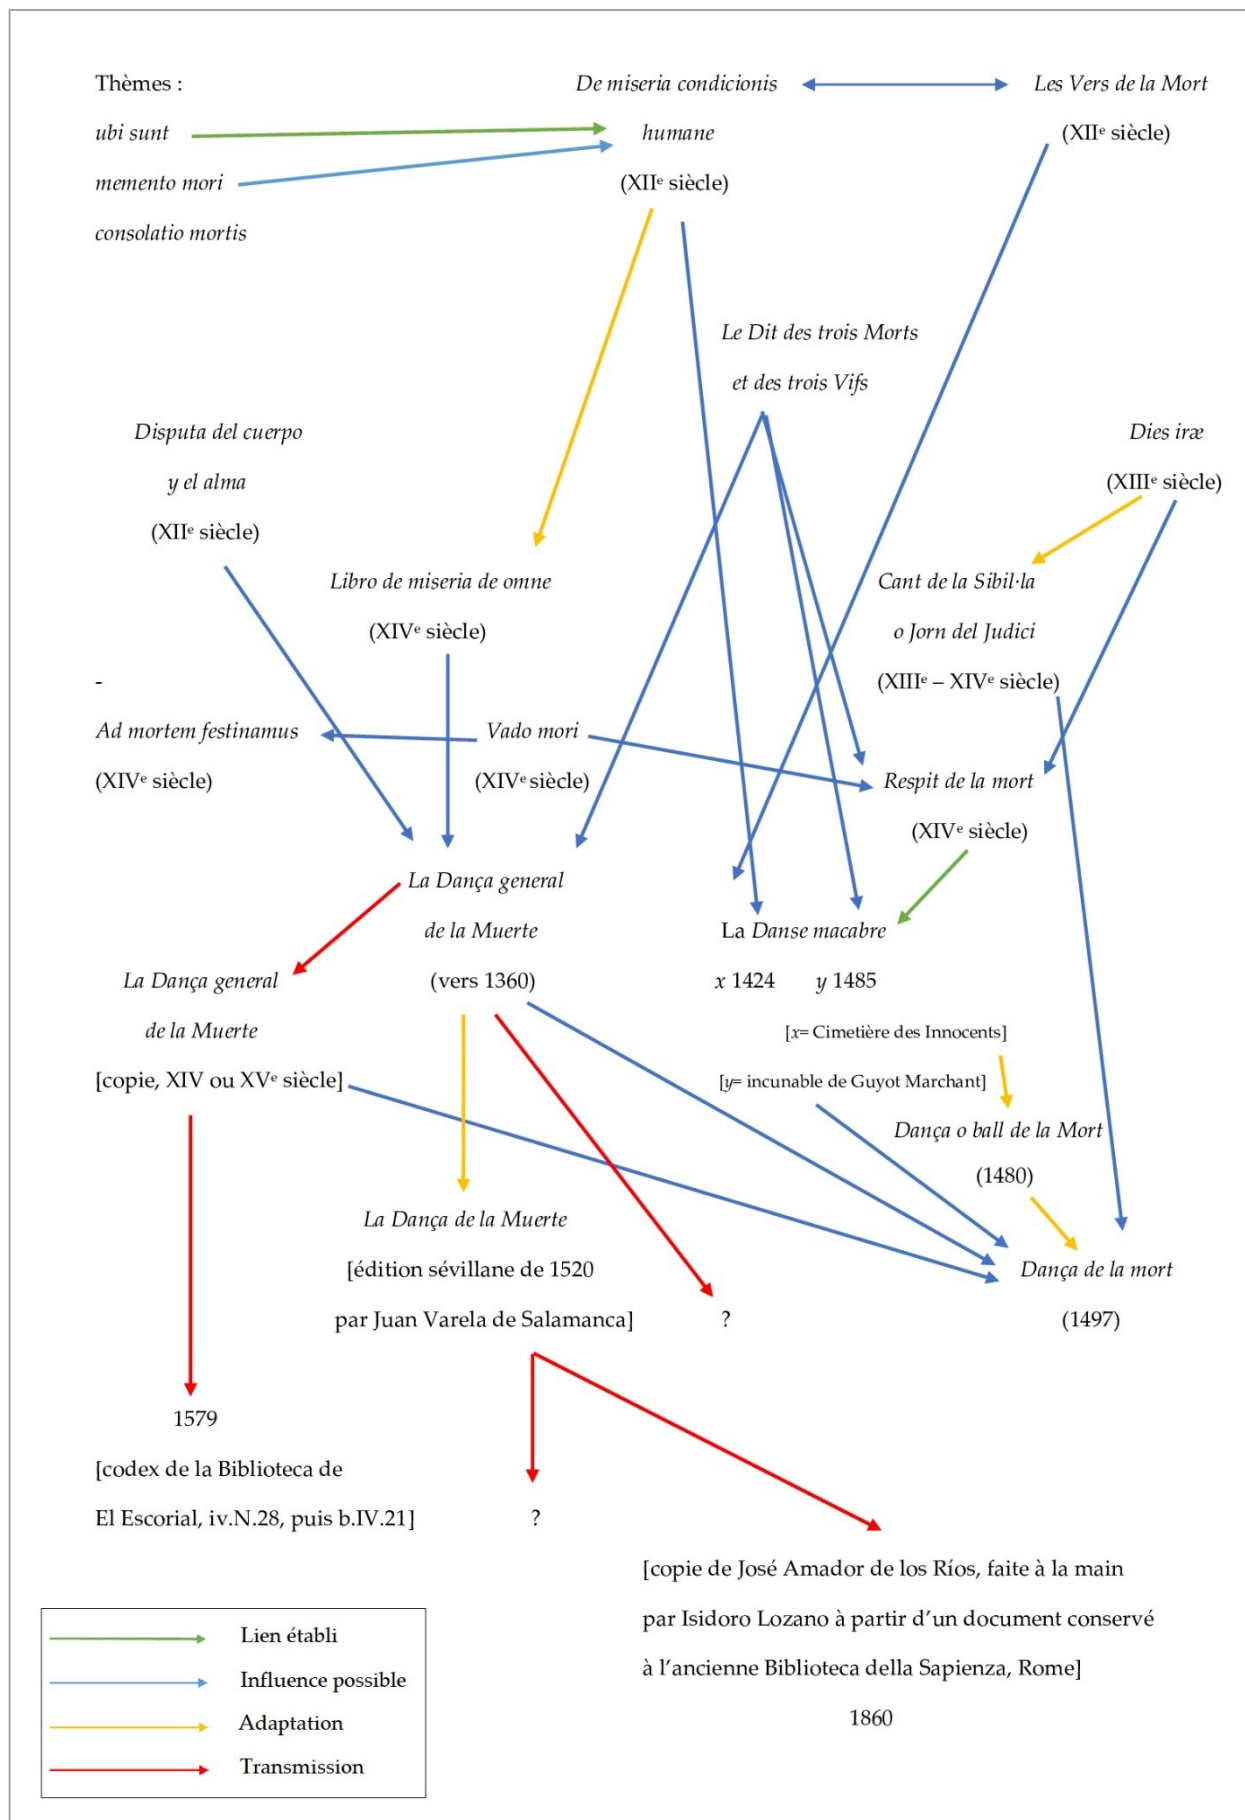 Thèmes :
ubi sunt
memento mori
consolatio mortis
De miseria condicionis
humane
(XIIᵉ siècle)
Les Vers de la Mort
(XIIᵉ siècle)
Le Dit des trois Morts
et des trois Vifs
Disputa del cuerpo
y el alma
(XIIᵉ siècle)
Dies iræ
(XIIIᵉ siècle)
Libro de miseria de omne
(XIVᵉ siècle)
Cant de la Sibil·la
o Jorn del Judici
(XIIIᵉ – XIVᵉ siècle)
-
Ad mortem festinamus
(XIVᵉ siècle)
Vado mori
(XIVᵉ siècle)
Respit de la mort
(XIVᵉ siècle)
La Dança general
de la Muerte
(vers 1360)
La Danse macabre
x 1424 y 1485
[x= Cimetière des Innocents]
[y= incunable de Guyot Marchant]
La Dança general
de la Muerte
[copie, XIV ou XVᵉ siècle]
Dança o ball de la Mort
(1480)
La Dança de la Muerte
[édition sévillane de 1520
par Juan Varela de Salamanca]
?
Dança de la mort
(1497)
1579
[codex de la Biblioteca de
El Escorial, iv.N.28, puis b.IV.21]
?
[copie de José Amador de los Ríos, faite à la main
par Isidoro Lozano à partir d’un document conservé
à l’ancienne Biblioteca della Sapienza, Rome]
1860
Lien établi
Influence possible
Adaptation
Transmission